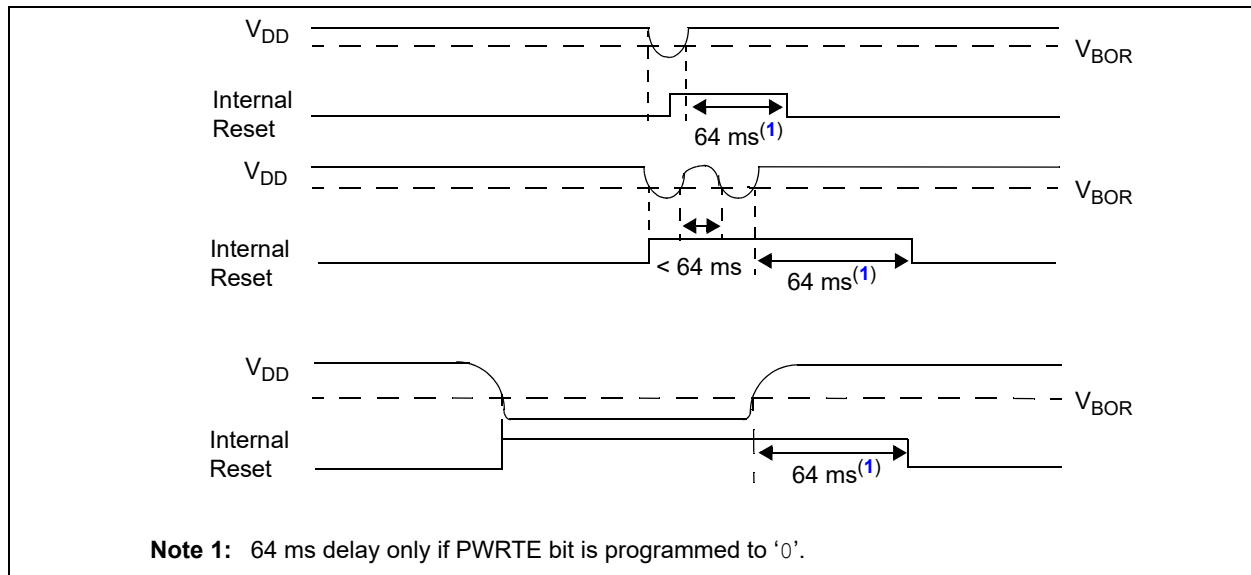 VDD
VBOR
Internal
Reset
64 ms(1)
VDD
VBOR
Internal
Reset
< 64 ms
64 ms(1)
VDD
VBOR
Internal
Reset
64 ms(1)
Note 1: 64 ms delay only if PWRTE bit is programmed to ‘0’.